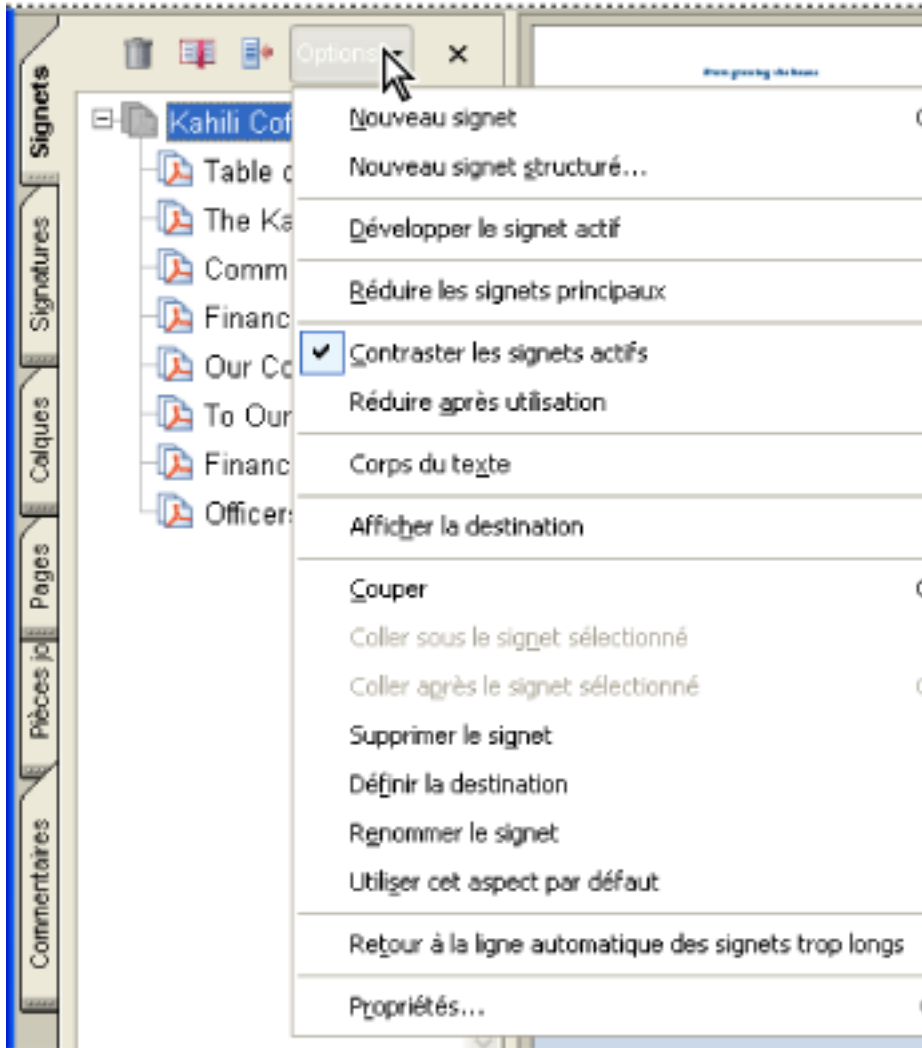 Signets
Signatures
Calques
Pages
Pièces jo
Commentaires
Options
Kahili Cof
Table
The Ka
Comm
Financ
Our Co
To Our
Financ
Officer
Nouveau signet
Nouveau signet structuré...
Développer le signet actif
Réduire les signets principaux
Contraster les signets actifs
Réduire après utilisation
Corps du texte
Afficher la destination
Couper
Coller sous le signet sélectionné
Coller après le signet sélectionné
Supprimer le signet
Définir la destination
Renommer le signet
Utiliser cet aspect par défaut
Retour à la ligne automatique des signets trop longs
Propriétés...